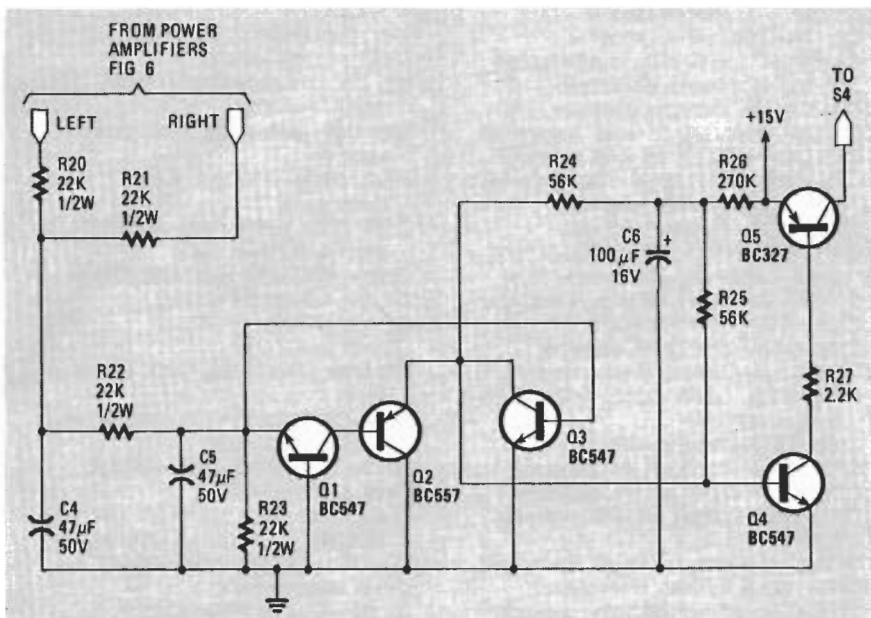 FROM POWER
AMPLIFIERS
FIG 6
LEFT
RIGHT
TO
S4
+15V
R20
22K
1/2W
R21
22K
1/2W
R24
56K
R26
270K
C6
100μF
16V
+
Q5
BC327
R25
56K
R22
22K
1/2W
R27
2.2K
C5
47μF
50V
Q1
BC547
Q2
BC557
Q3
BC547
C4
47μF
50V
R23
22K
1/2W
Q4
BC547